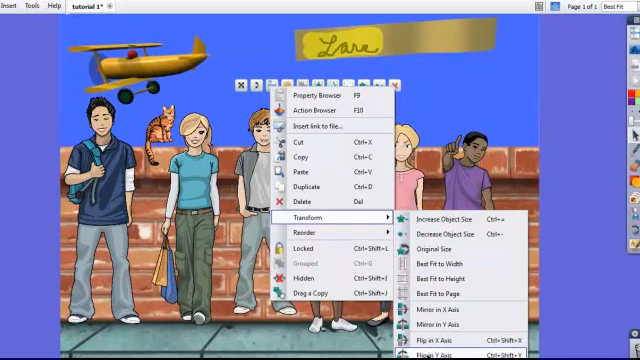 Insert Tools Help
Page 1 of 1 Best Fit
tutorial 1*
Lara
Property Browser F9
Action Browser F10
Insert link to file...
Cut Ctrl+X
Copy Ctrl+C
Paste Ctrl+V
Duplicate Ctrl+D
Delete Del
Transform
Reorder
Locked Ctrl+Shift+L
Grouped Ctrl+G
Hidden Ctrl+Shift+E
Drag a Copy Ctrl+Shift+J
Increase Object Size Ctrl++
Decrease Object Size Ctrl+-
Original Size
Best Fit to Width
Best Fit to Height
Best Fit to Page
Mirror in X Axis
Mirror in Y Axis
Flip in X Axis Ctrl+Shift+X
Flip in Y Axis Ctrl+Shift+Y